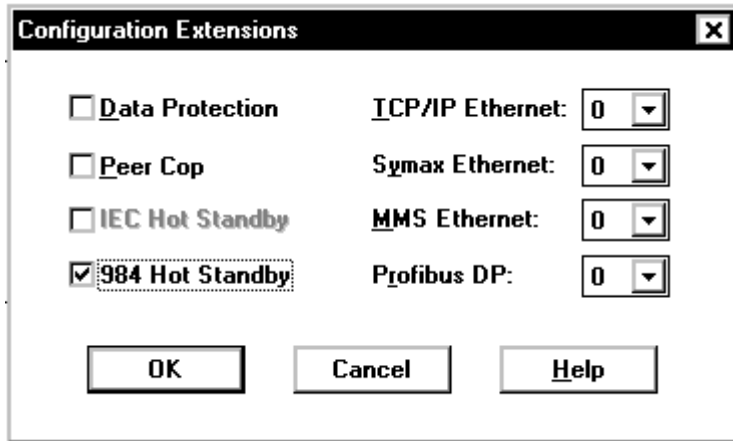 Configuration Extensions
Data Protection TCP/IP Ethernet: 0
Peer Cop Symax Ethernet: 0
IEC Hot Standby MMS Ethernet: 0
984 Hot Standby Profibus DP: 0
OK Cancel Help